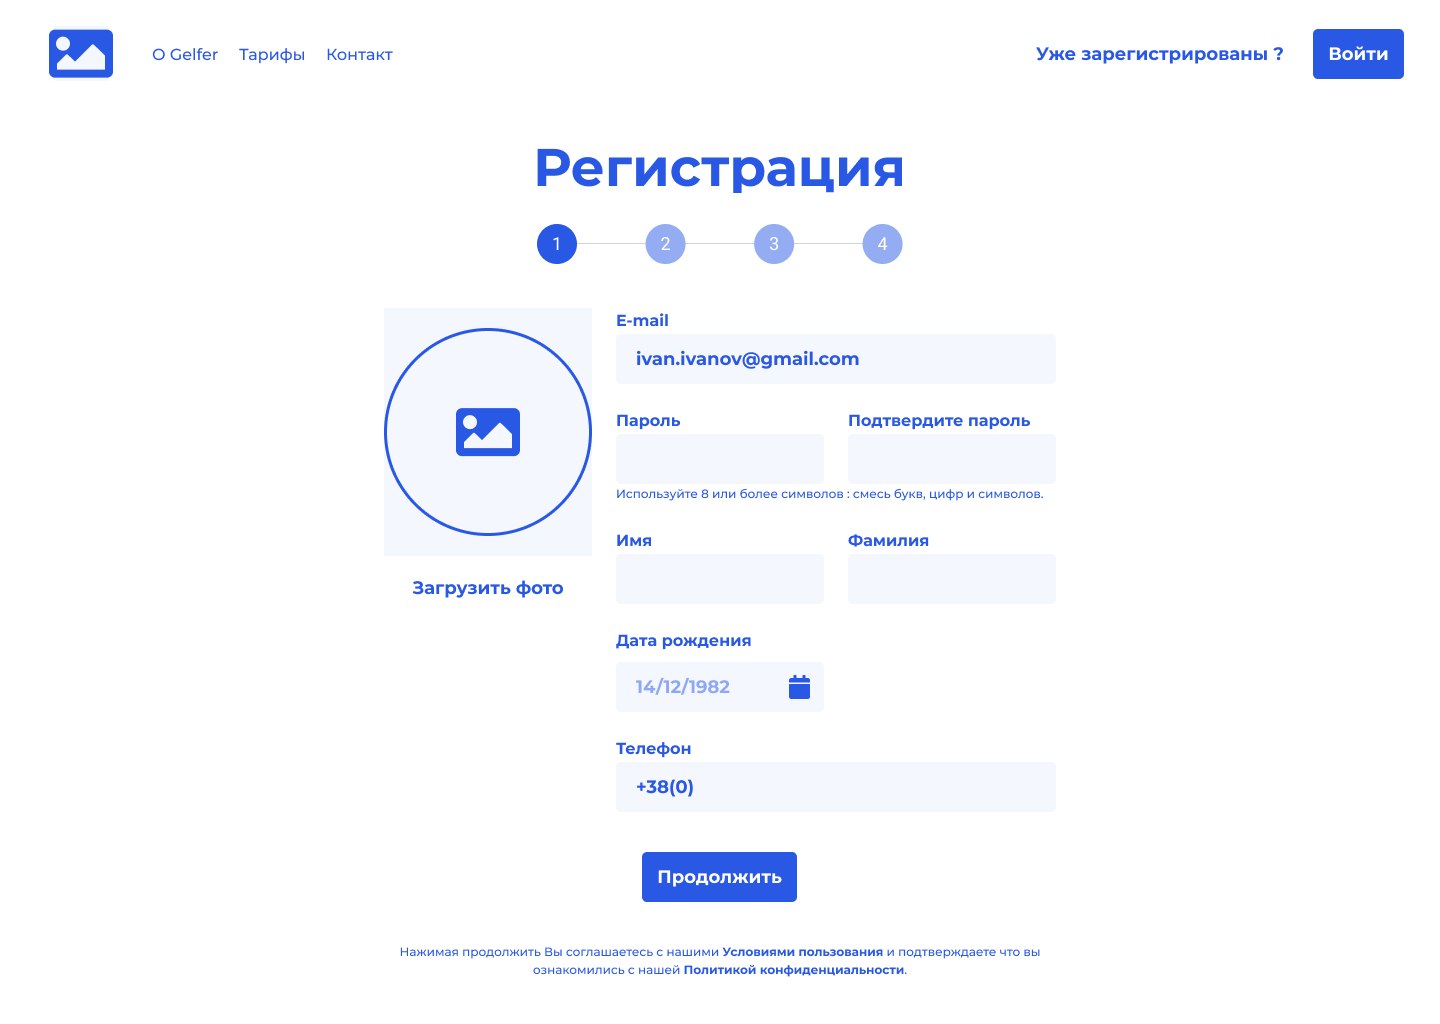 О Gelfer
Тарифы
Контакт
Уже зарегистрированы ?
Войти
Регистрация
1
2
3
4
E-mail
ivan.ivanov@gmail.com
Пароль
Подтвердите пароль
Используйте 8 или более символов : смесь букв, цифр и символов.
Имя
Фамилия
Загрузить фото
Дата рождения
14/12/1982
Телефон
+38(0)
Продолжить
Нажимая продолжить Вы соглашаетесь с нашими Условиями пользования и подтверждаете что вы
ознакомились с нашей Политикой конфиденциальности.